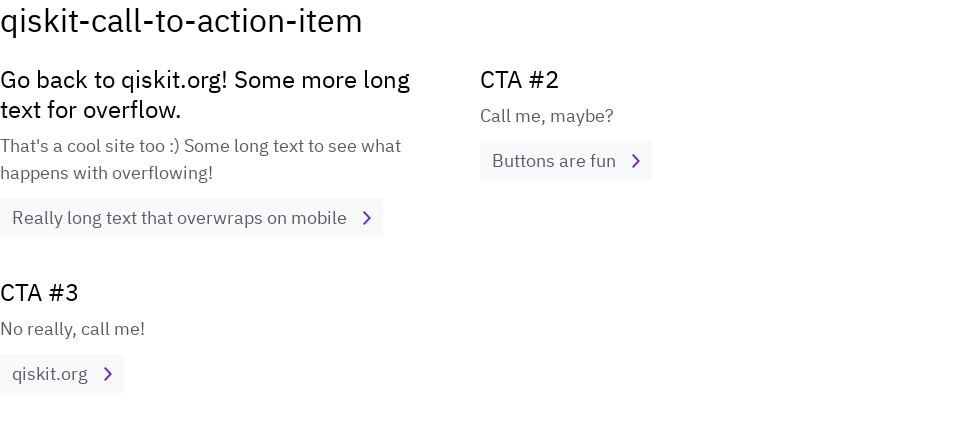 qiskit-call-to-action-item
Go back to qiskit.org! Some more long
text for overflow.
That's a cool site too :) Some long text to see what
happens with overflowing!
Really long text that overwraps on mobile
CTA #2
Call me, maybe?
Buttons are fun
CTA #3
No really, call me!
qiskit.org